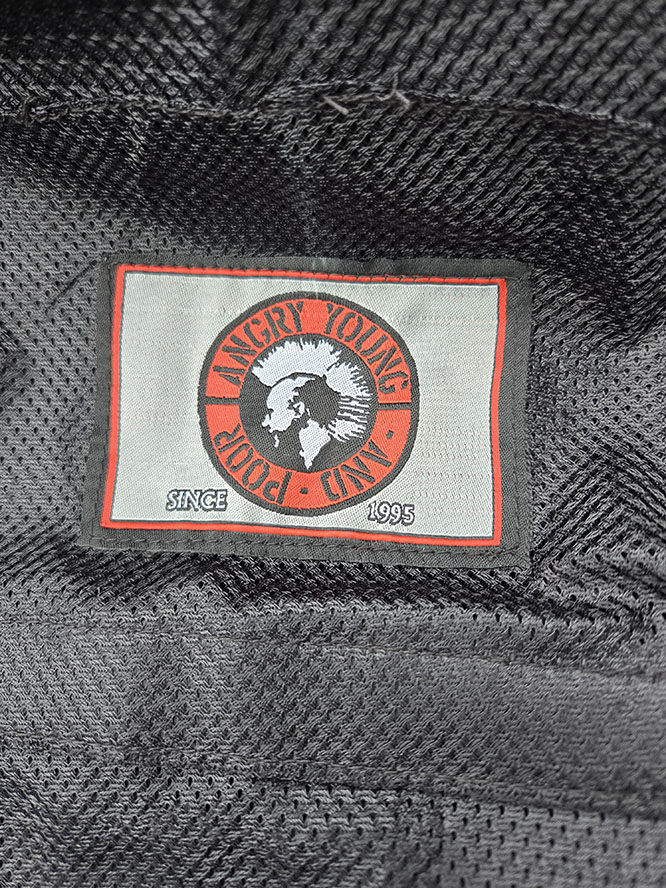 ANGRY YOUNG
· AND · POOR
SINCE
1995